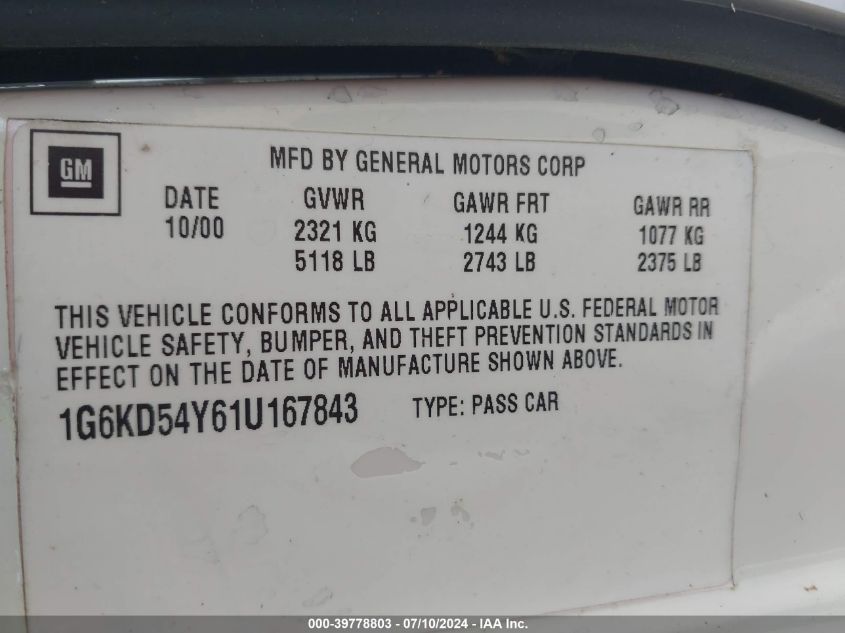 GM
MFD BY GENERAL MOTORS CORP
DATE GVWR GAWR FRT GAWR RR
10/00 2321 KG 1244 KG 1077 KG
5118 LB 2743 LB 2375 LB
THIS VEHICLE CONFORMS TO ALL APPLICABLE U.S. FEDERAL MOTOR
VEHICLE SAFETY, BUMPER, AND THEFT PREVENTION STANDARDS IN
EFFECT ON THE DATE OF MANUFACTURE SHOWN ABOVE.
1G6KD54Y61U167843 TYPE: PASS CAR
000-39778803 - 07/10/2024 - IAA Inc.